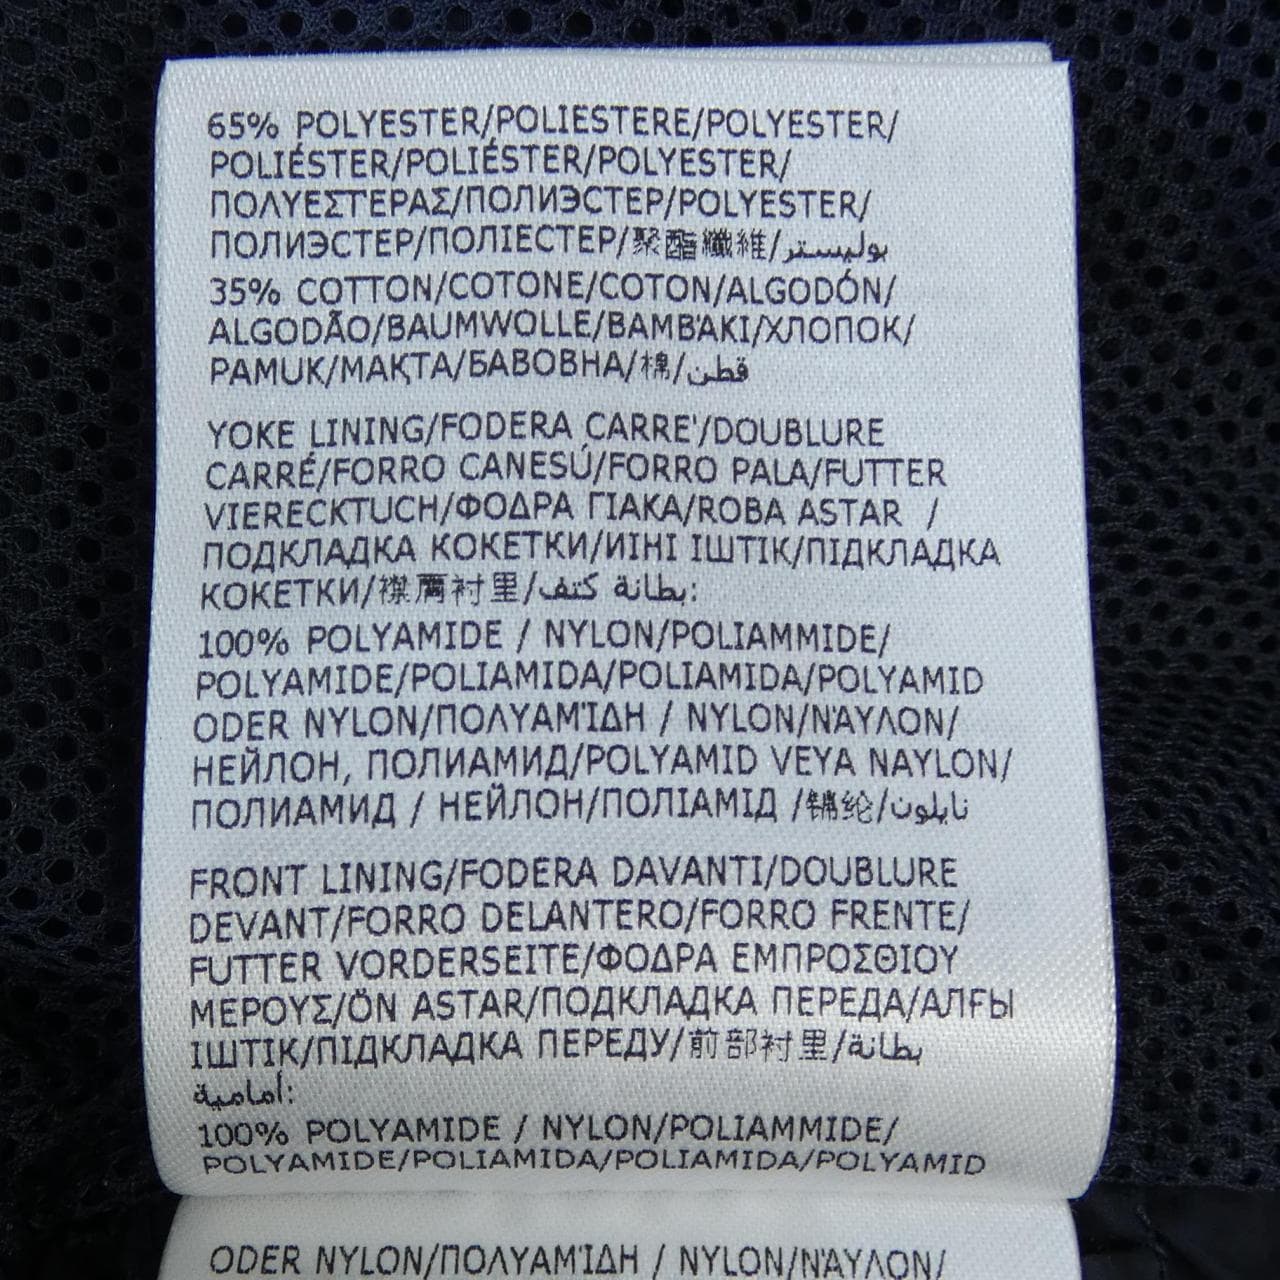 65% POLYESTER/POLIESTERE/POLYESTER/
POLIÉSTER/POLIÉSTER/POLYESTER/
ΠΟΛΥΕΣΤΕΡΑΣ/ПОЛИЭСТЕР/POLYESTER/
ПОЛИЭСТЕР/ПОЛІЕСТЕР/聚酯纖維/بوليستر
35% COTTON/COTONE/COTON/ALGODÓN/
ALGODÃO/BAUMWOLLE/ΒΑΜΒΆΚΙ/ХЛОПОК/
PAMUK/МАҚТА/БАВОВНА/棉/قطن
YOKE LINING/FODERA CARRE'/DOUBLURE
CARRÉ/FORRO CANESÚ/FORRO PALA/FUTTER
VIERECKTUCH/ΦΟΔΡΑ ΓΙΑΚΑ/ROBA ASTAR /
ПОДКЛАДКА КОКЕТКИ/ИІНІ ІШТІК/ПІДКЛАДКА
КОКЕТКИ/襟肩衬里/بطانة كتف:
100% POLYAMIDE / NYLON/POLIAMMIDE/
POLYAMIDE/POLIAMIDA/POLIAMIDA/POLYAMID
ODER NYLON/ΠΟΛΥΑΜΊΔΗ / NYLON/ΝΆΥΛΟΝ/
НЕЙЛОН, ПОЛИАМИД/POLYAMID VEYA NAYLON/
ПОЛИАМИД / НЕЙЛОН/ПОЛІАМІД /锦纶/نايلون
FRONT LINING/FODERA DAVANTI/DOUBLURE
DEVANT/FORRO DELANTERO/FORRO FRENTE/
FUTTER VORDERSEITE/ΦΟΔΡΑ ΕΜΠΡΟΣΘΙΟΥ
ΜΕΡΟΥΣ/ÖN ASTAR/ПОДКЛАДКА ПЕРЕДА/АЛҒЫ
ІШТІК/ПІДКЛАДКА ПЕРЕДУ/前部衬里/بطانة
أمامية:
100% POLYAMIDE / NYLON/POLIAMMIDE/
POLYAMIDE/POLIAMIDA/POLIAMIDA/POLYAMID
ODER NYLON/ΠΟΛΥΑΜΊΔΗ / NYLON/ΝΆΥΛΟΝ/